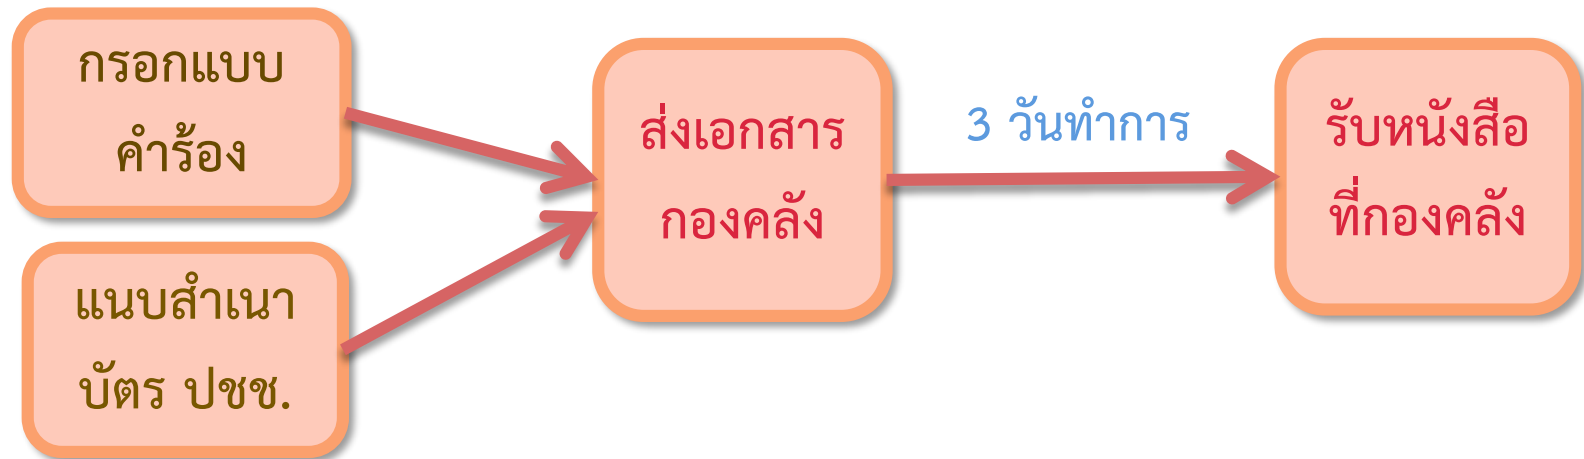 กรอกแบบ
คำร้อง
แนบสำเนา
บัตร ปชช.
ส่งเอกสาร
กองคลัง
3 วันทำการ
รับหนังสือ
ที่กองคลัง